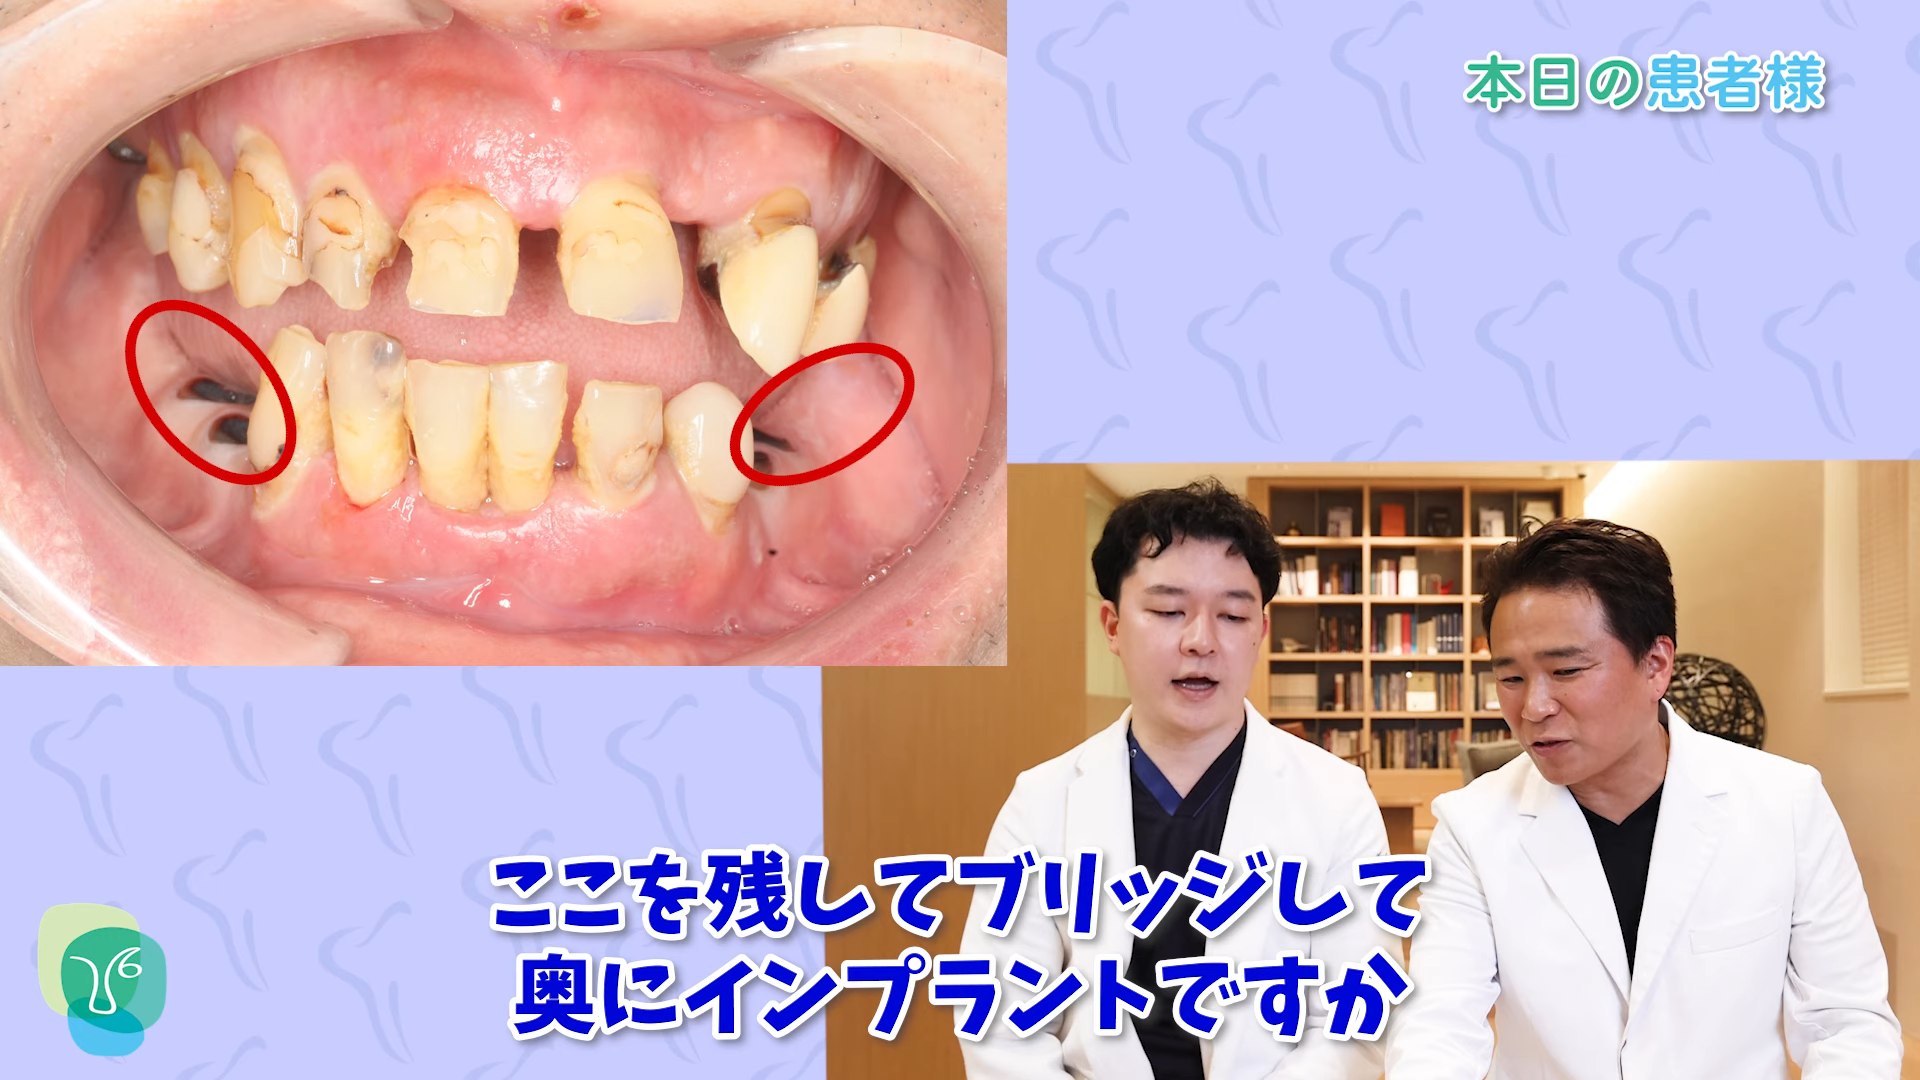 本日の患者様
ここを残してブリッジして
奥にインプラントですか